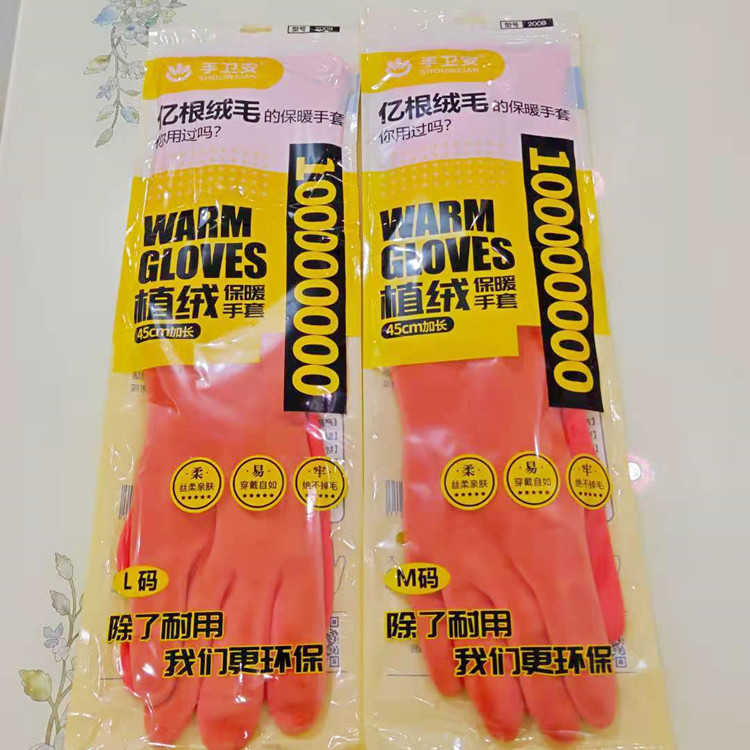 型号 200B
手卫安
SHOUWEIAN
亿根绒毛的保暖手套
你用过吗?
100000000
WARM
GLOVES
植绒保暖手套
45cm加长
柔
丝柔亲肤
易
穿戴自如
牢
绝不掉毛
L码
除了耐用
我们更环保
型号 200B
手卫安
SHOUWEIAN
亿根绒毛的保暖手套
你用过吗?
100000000
WARM
GLOVES
植绒保暖手套
45cm加长
柔
丝柔亲肤
易
穿戴自如
牢
绝不掉毛
M码
除了耐用
我们更环保